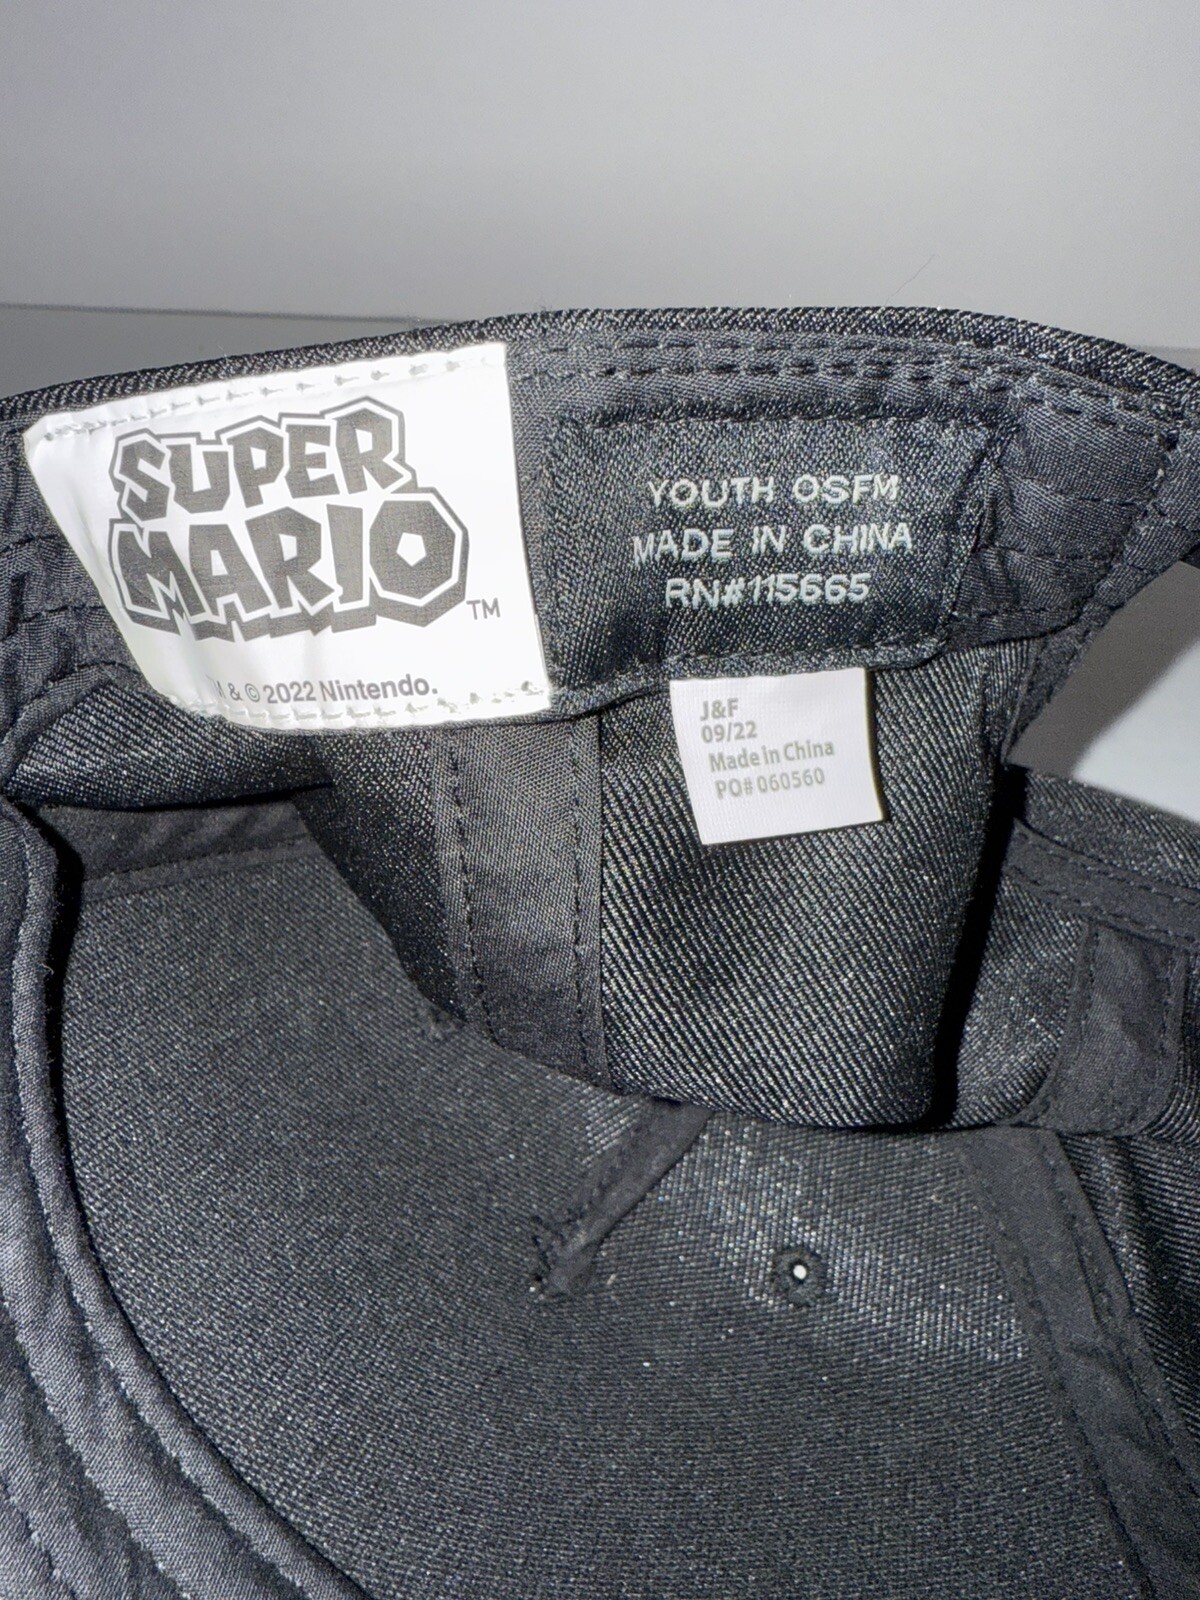 SUPER
MARIO
TM
& © 2022 Nintendo.
YOUTH OSFM
MADE IN CHINA
RN#115665
J&F
09/22
Made in China
PO# 060560